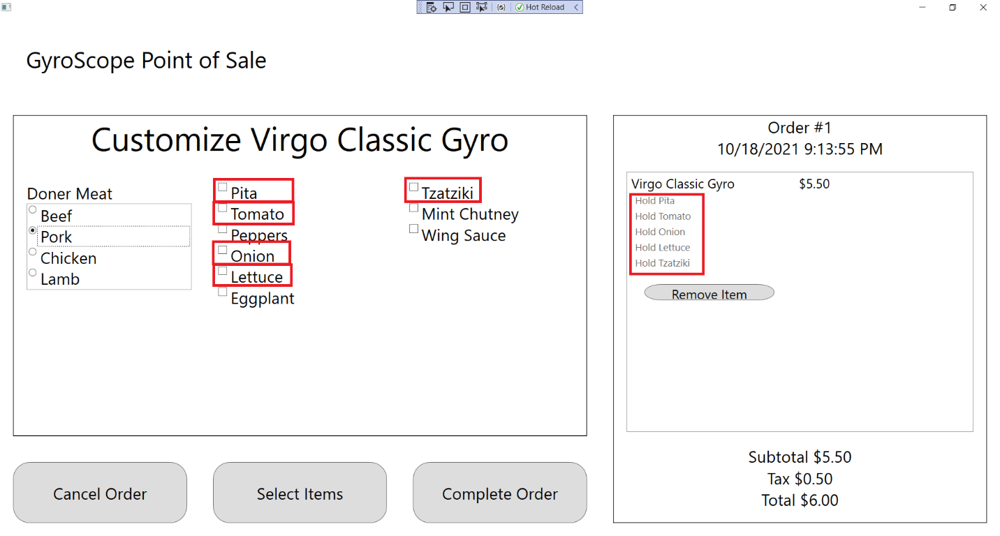 Hot Reload
GyroScope Point of Sale
Customize Virgo Classic Gyro
Doner Meat
Beef
Pork
Chicken
Lamb
Pita
Tomato
Peppers
Onion
Lettuce
Eggplant
Tzatziki
Mint Chutney
Wing Sauce
Cancel Order
Select Items
Complete Order
Order #1
10/18/2021 9:13:55 PM
Virgo Classic Gyro $5.50
Hold Pita
Hold Tomato
Hold Onion
Hold Lettuce
Hold Tzatziki
Remove Item
Subtotal $5.50
Tax $0.50
Total $6.00